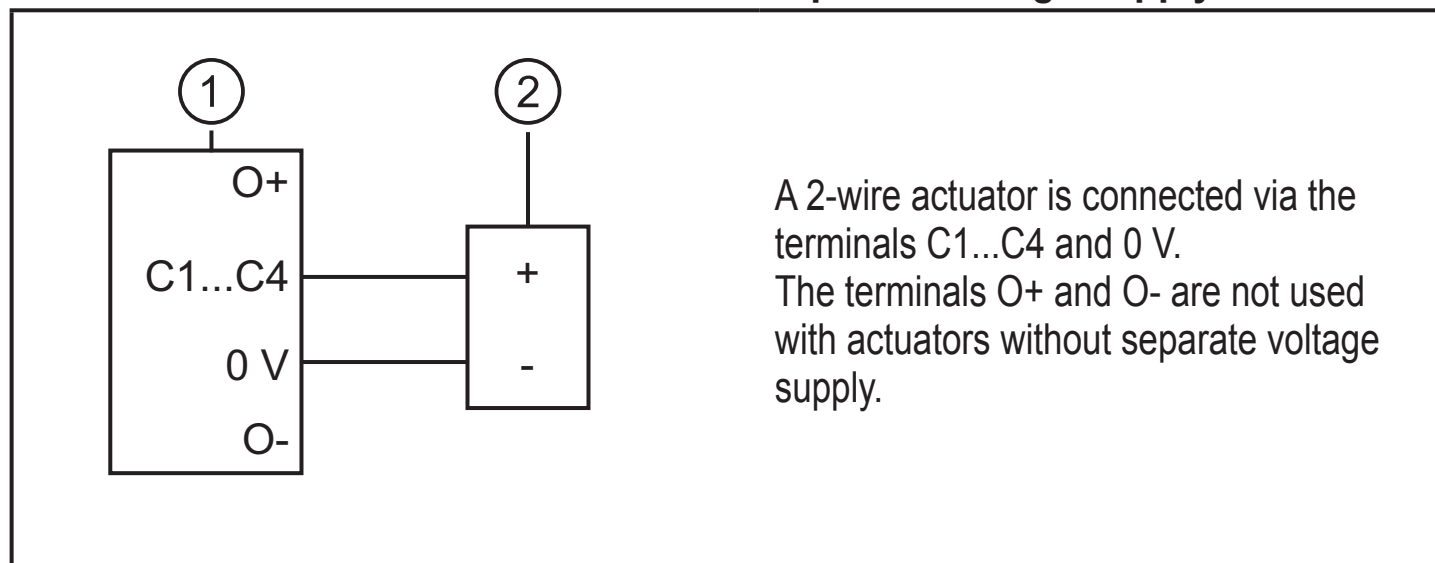 1
2
O+
C1...C4
+
0 V
-
O-
A 2-wire actuator is connected via the
terminals C1...C4 and 0 V.
The terminals O+ and O- are not used
with actuators without separate voltage
supply.